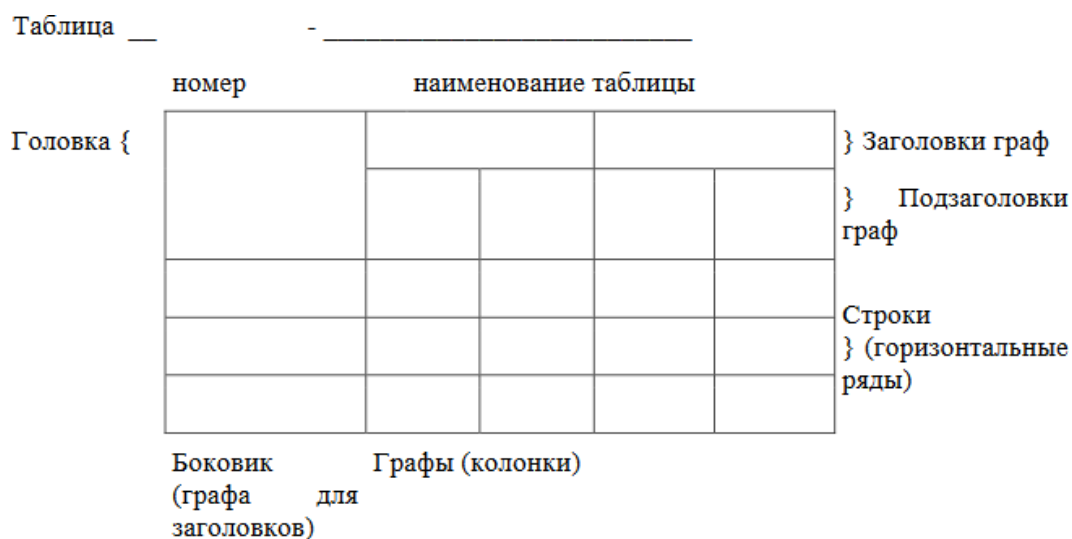 Таблица __ - ___________________________
номер наименование таблицы
Головка {
} Заголовки граф
} Подзаголовки
граф
Строки
} (горизонтальные
ряды)
Боковик Графы (колонки)
(графа для
заголовков)